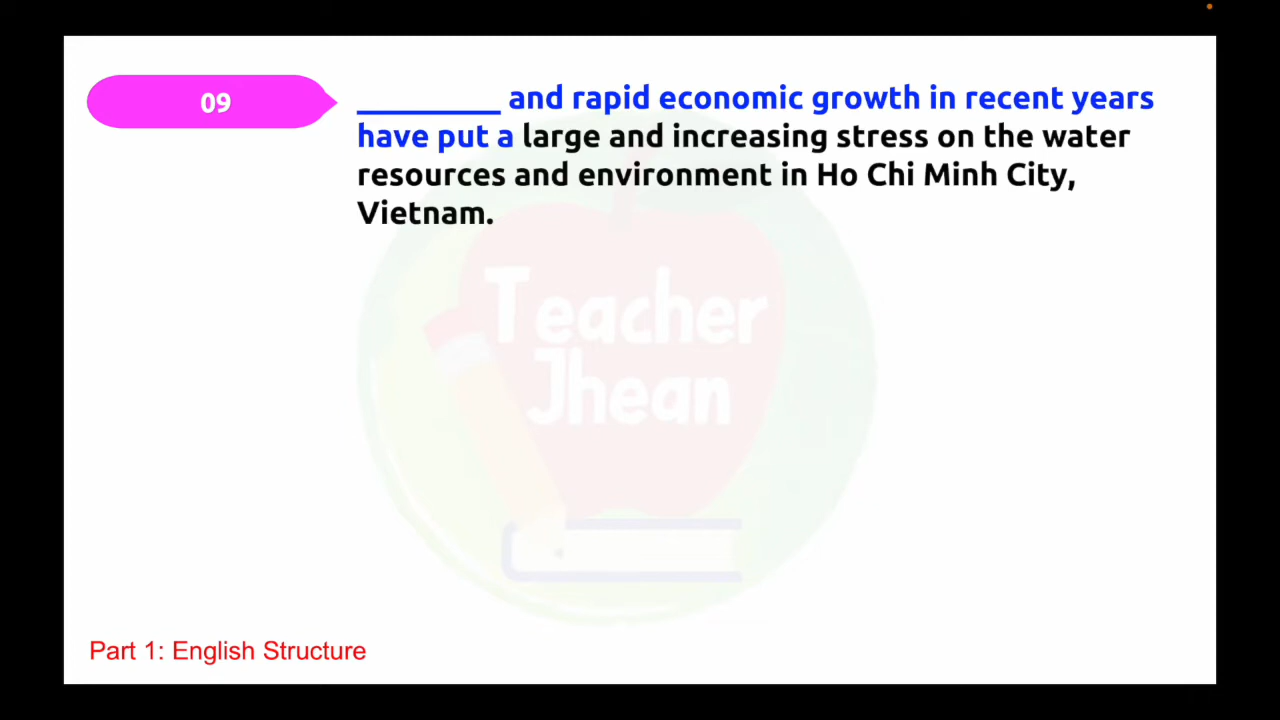 09
__________ and rapid economic growth in recent years
have put a large and increasing stress on the water
resources and environment in Ho Chi Minh City,
Vietnam.
Teacher
Jhean
Part 1: English Structure